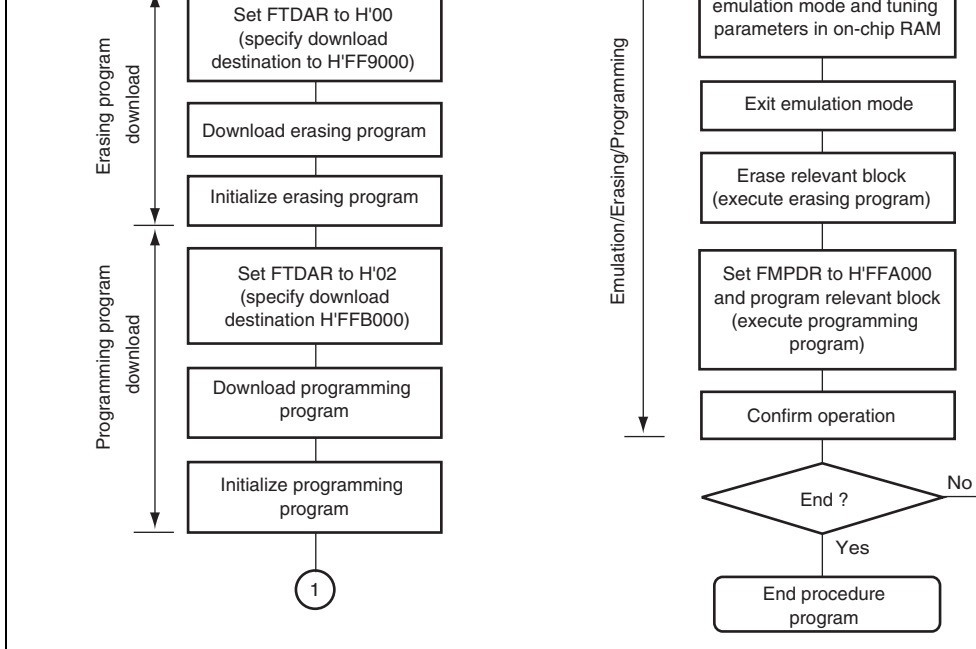 Erasing program
download
Set FTDAR to H'00
(specify download
destination to H'FF9000)
Download erasing program
Initialize erasing program
Programming program
download
Set FTDAR to H'02
(specify download
destination H'FFB000)
Download programming
program
Initialize programming
program
1
Emulation/Erasing/Programming
emulation mode and tuning
parameters in on-chip RAM
Exit emulation mode
Erase relevant block
(execute erasing program)
Set FMPDR to H'FFA000
and program relevant block
(execute programming
program)
Confirm operation
End ?
No
Yes
End procedure
program